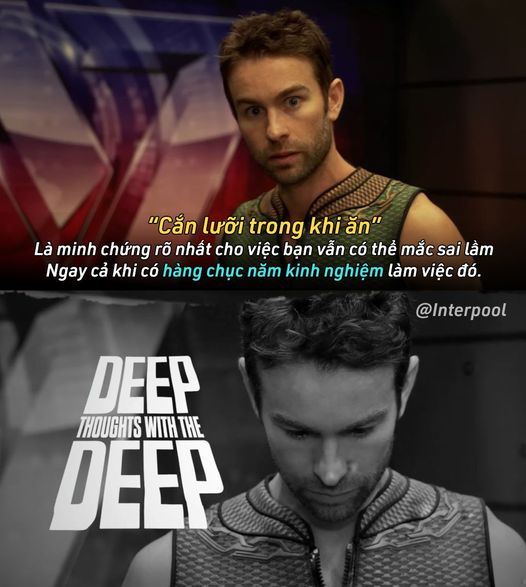 “Cắn lưỡi trong khi ăn”
Là minh chứng rõ nhất cho việc bạn vẫn có thể mắc sai lầm
Ngay cả khi có hàng chục năm kinh nghiệm làm việc đó.
@Interpool
DEEP
THOUGHTS WITH THE
DEEP